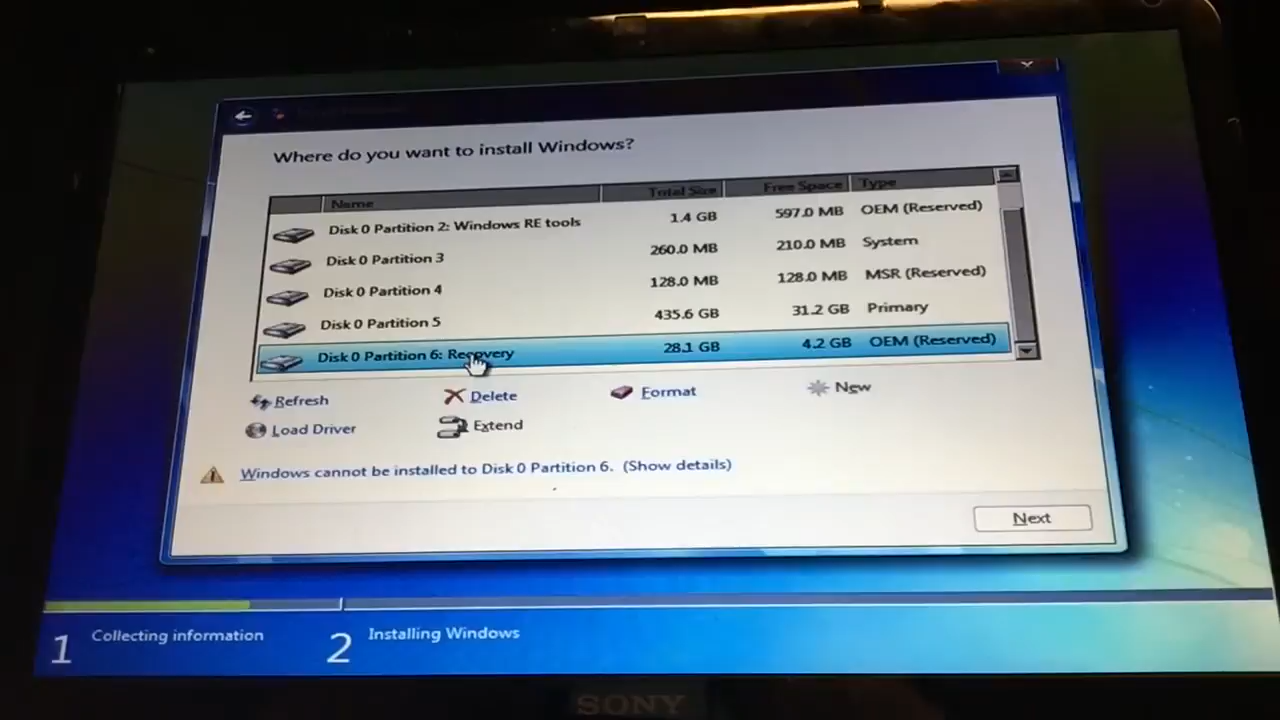 Where do you want to install Windows?
Name Total Size Free Space Type
Disk 0 Partition 2: Windows RE tools 1.4 GB 597.0 MB OEM (Reserved)
Disk 0 Partition 3 260.0 MB 210.0 MB System
Disk 0 Partition 4 128.0 MB 128.0 MB MSR (Reserved)
Disk 0 Partition 5 435.6 GB 31.2 GB Primary
Disk 0 Partition 6: Recovery 28.1 GB 4.2 GB OEM (Reserved)
Refresh Delete Format New
Load Driver Extend
Windows cannot be installed to Disk 0 Partition 6. (Show details)
Next
1 Collecting information 2 Installing Windows
SONY